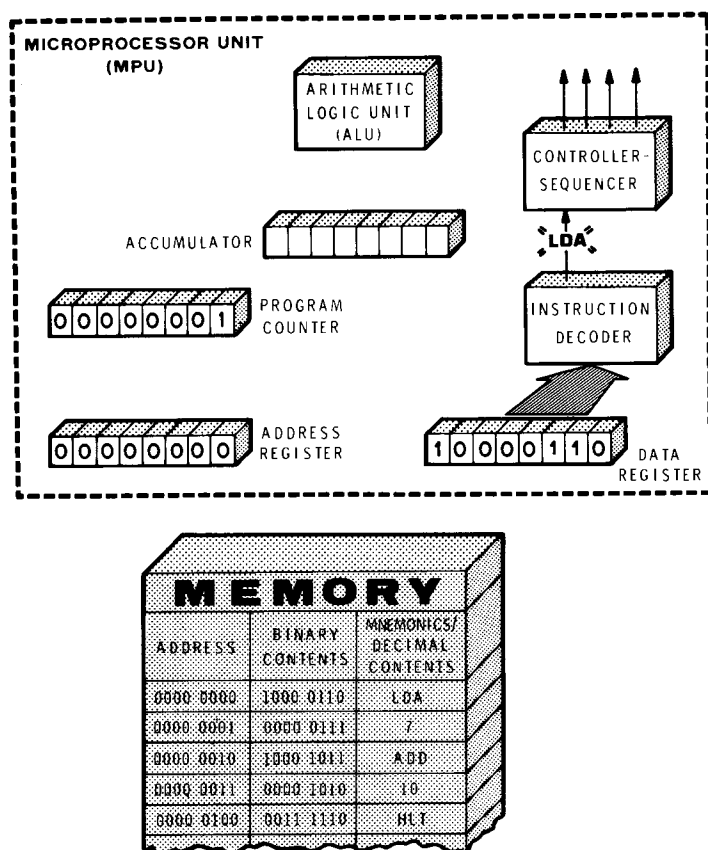 MICROPROCESSOR UNIT
(MPU)
ARITHMETIC
LOGIC UNIT
(ALU)
CONTROLLER-
SEQUENCER
ACCUMULATOR
"LDA"
00000001
PROGRAM
COUNTER
INSTRUCTION
DECODER
00000000
ADDRESS
REGISTER
10000110
DATA
REGISTER
MEMORY
ADDRESS
BINARY
CONTENTS
MNEMONICS/
DECIMAL
CONTENTS
0000 0000 1000 0110 LDA
0000 0001 0000 0111 7
0000 0010 1000 1011 ADD
0000 0011 0000 1010 10
0000 0100 0011 1110 HLT